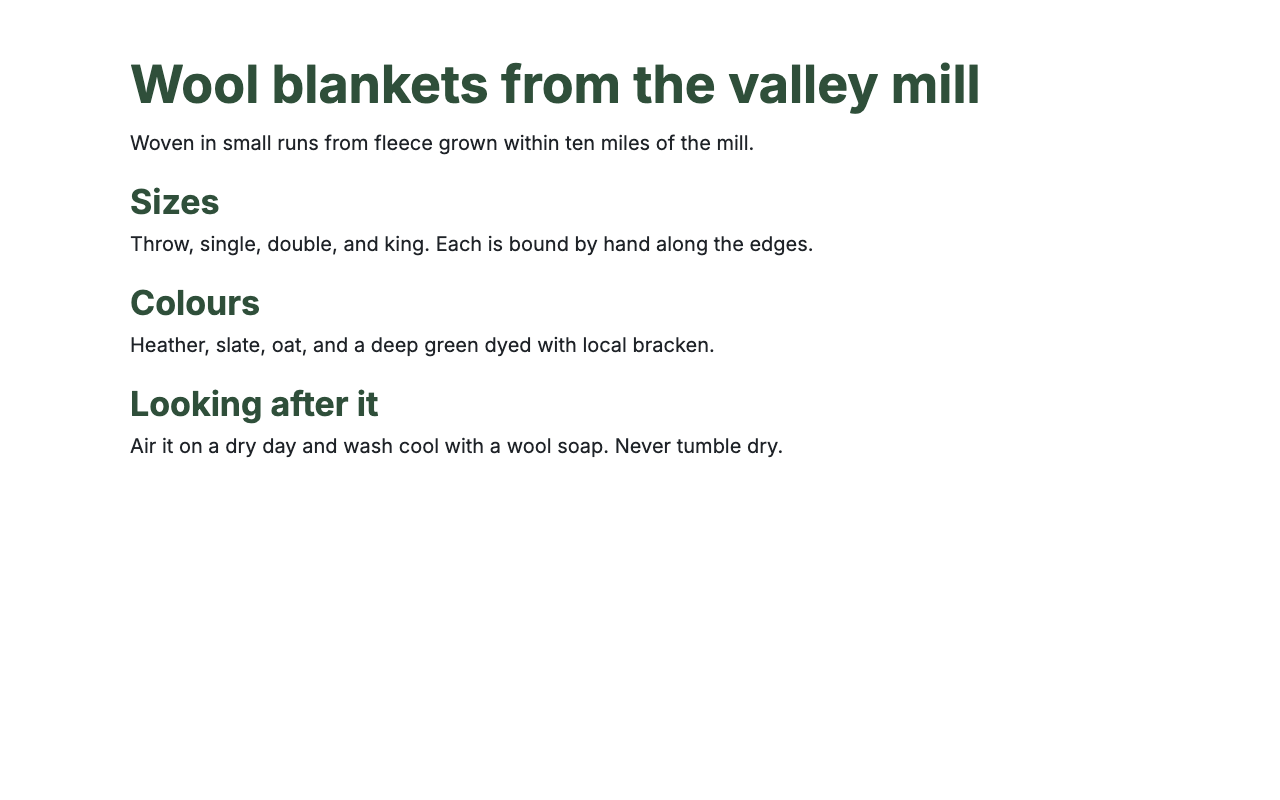 Wool blankets from the valley mill
Woven in small runs from fleece grown within ten miles of the mill.
Sizes
Throw, single, double, and king. Each is bound by hand along the edges.
Colours
Heather, slate, oat, and a deep green dyed with local bracken.
Looking after it
Air it on a dry day and wash cool with a wool soap. Never tumble dry.